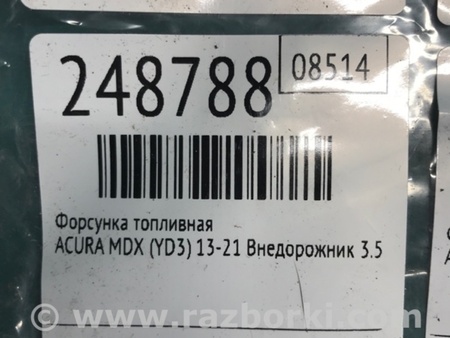 248788
08514
Форсунка топливная
ACURA MDX (YD3) 13-21 Внедорожник 3.5
© www.razborki.com